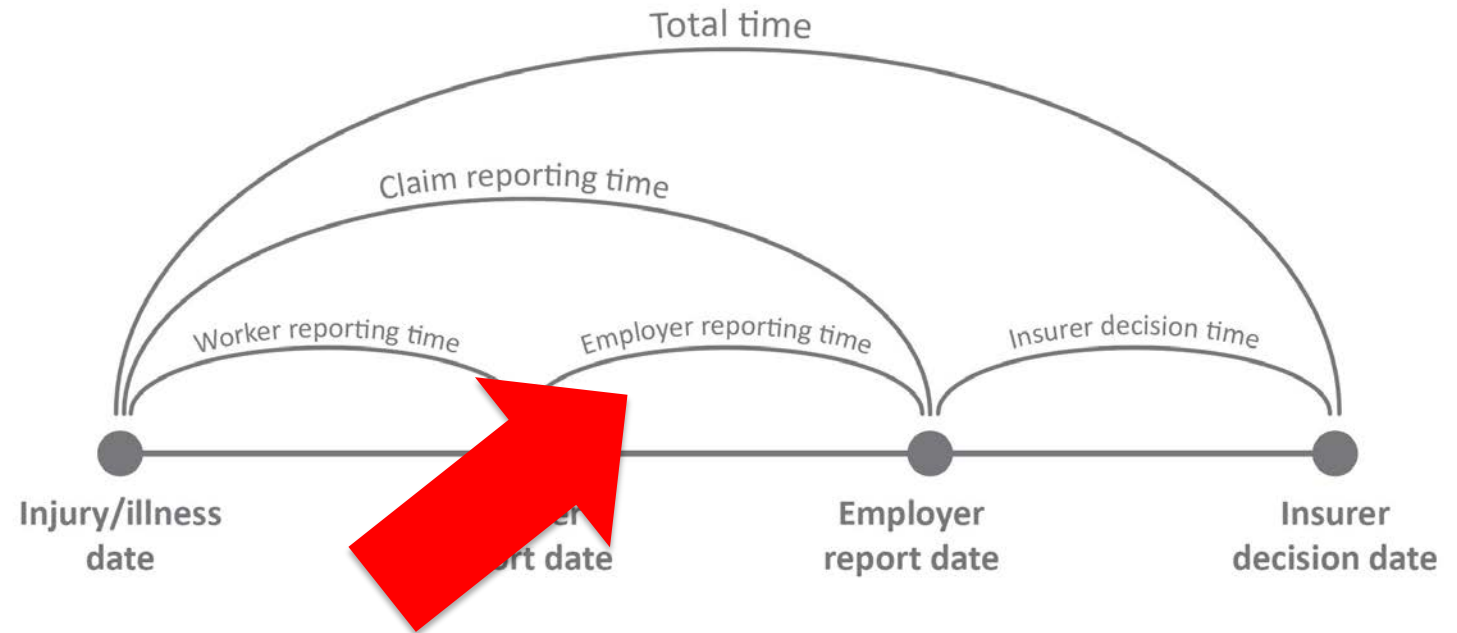 Total time
Claim reporting time
Worker reporting time
Employer reporting time
Insurer decision time
Injury/illness
date
date
Employer
report date
Insurer
decision date